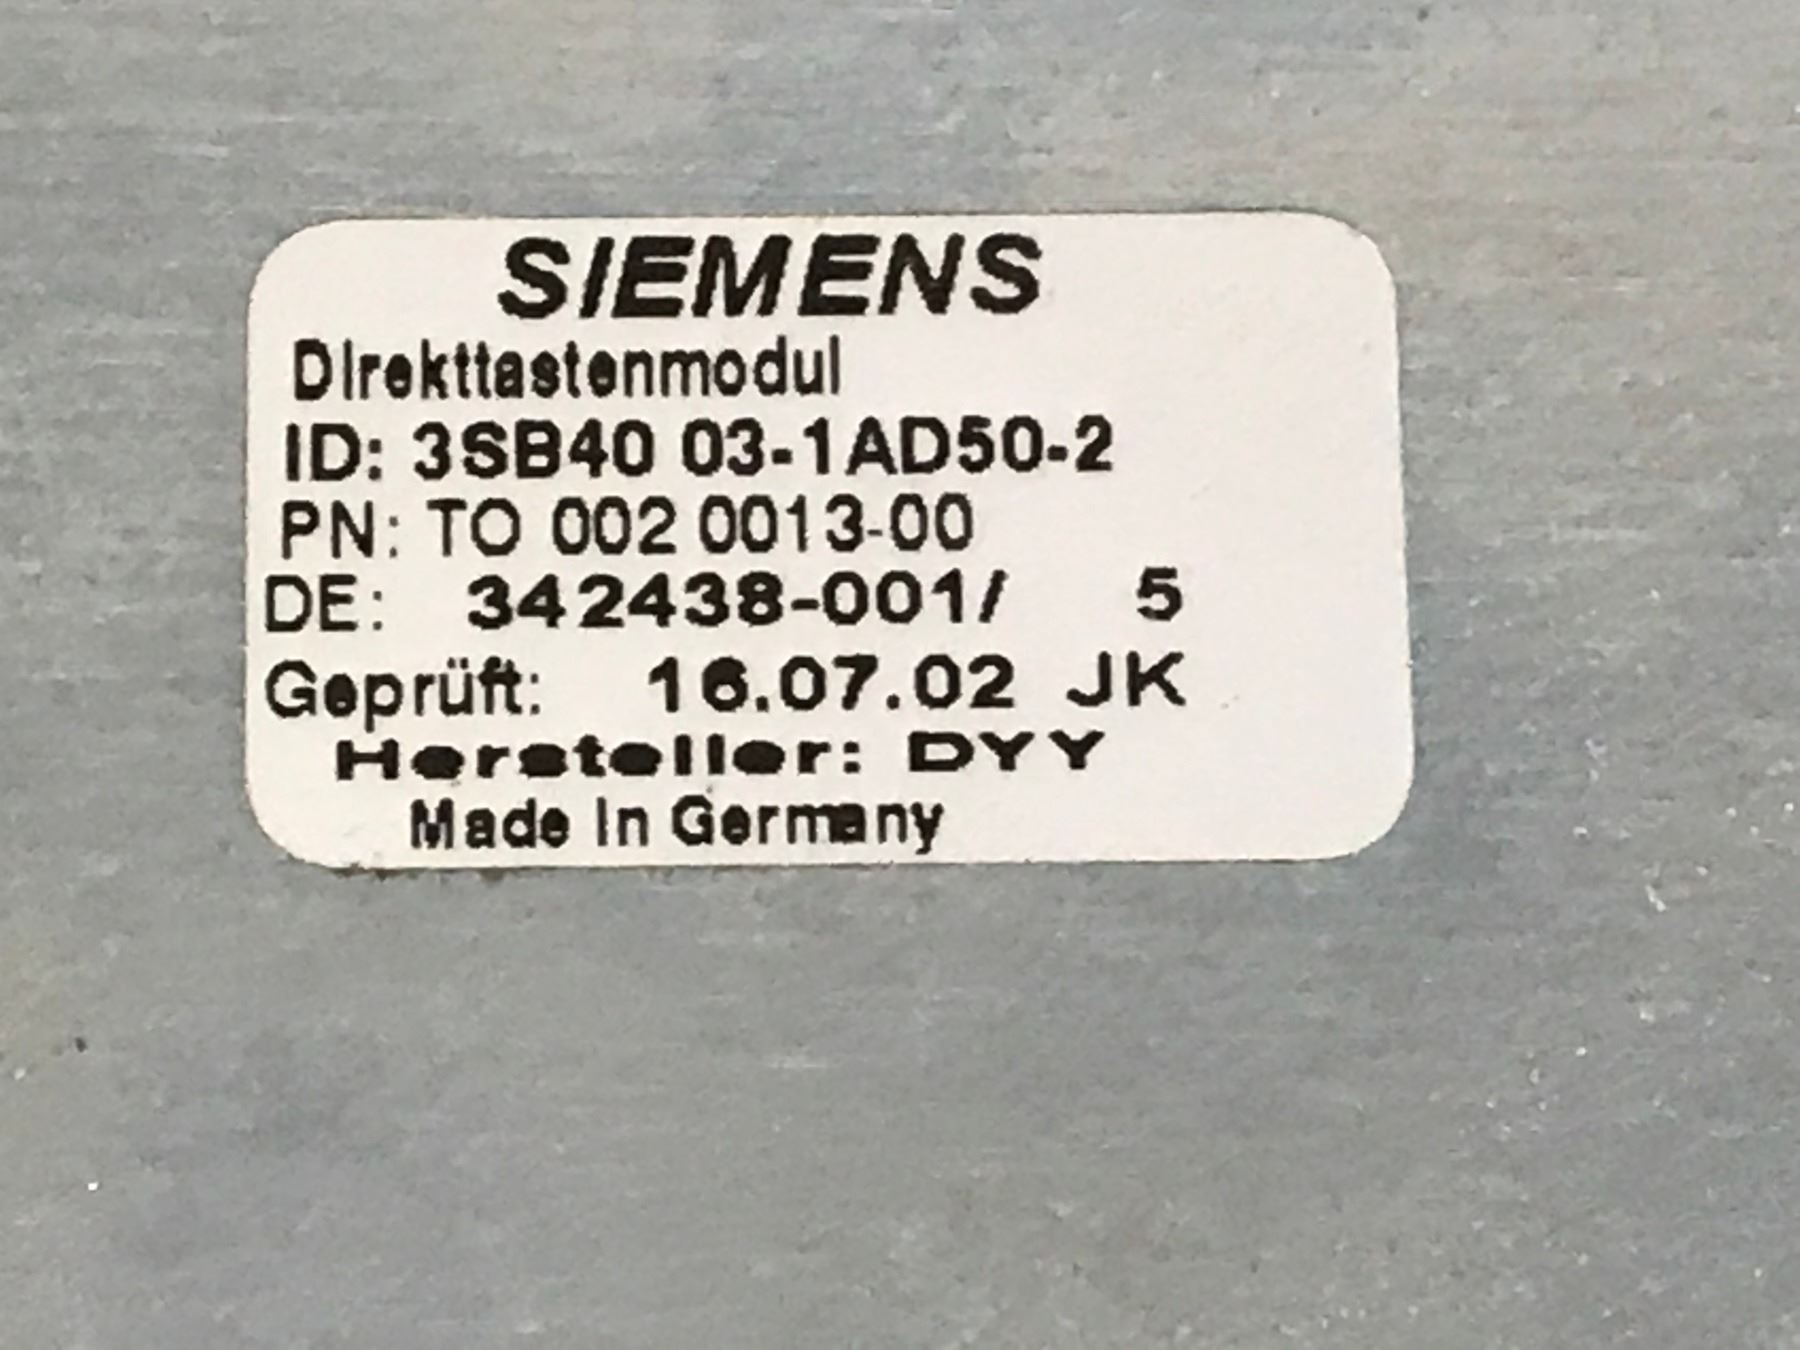 SIEMENS
Direkttastenmodul
ID: 3SB40 03-1AD50-2
PN: TO 002 0013-00
DE: 342438-001/ 5
Geprüft: 16.07.02 JK
Hersteller: DYY
Made in Germany